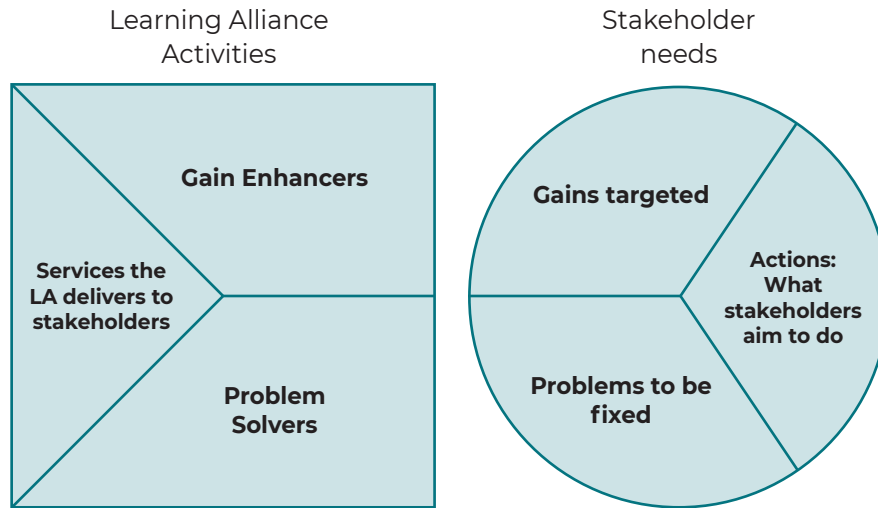 Learning Alliance
Activities
Stakeholder
needs
Gain Enhancers
Services the
LA delivers to
stakeholders
Problem
Solvers
Gains targeted
Actions:
What
stakeholders
aim to do
Problems to be
fixed